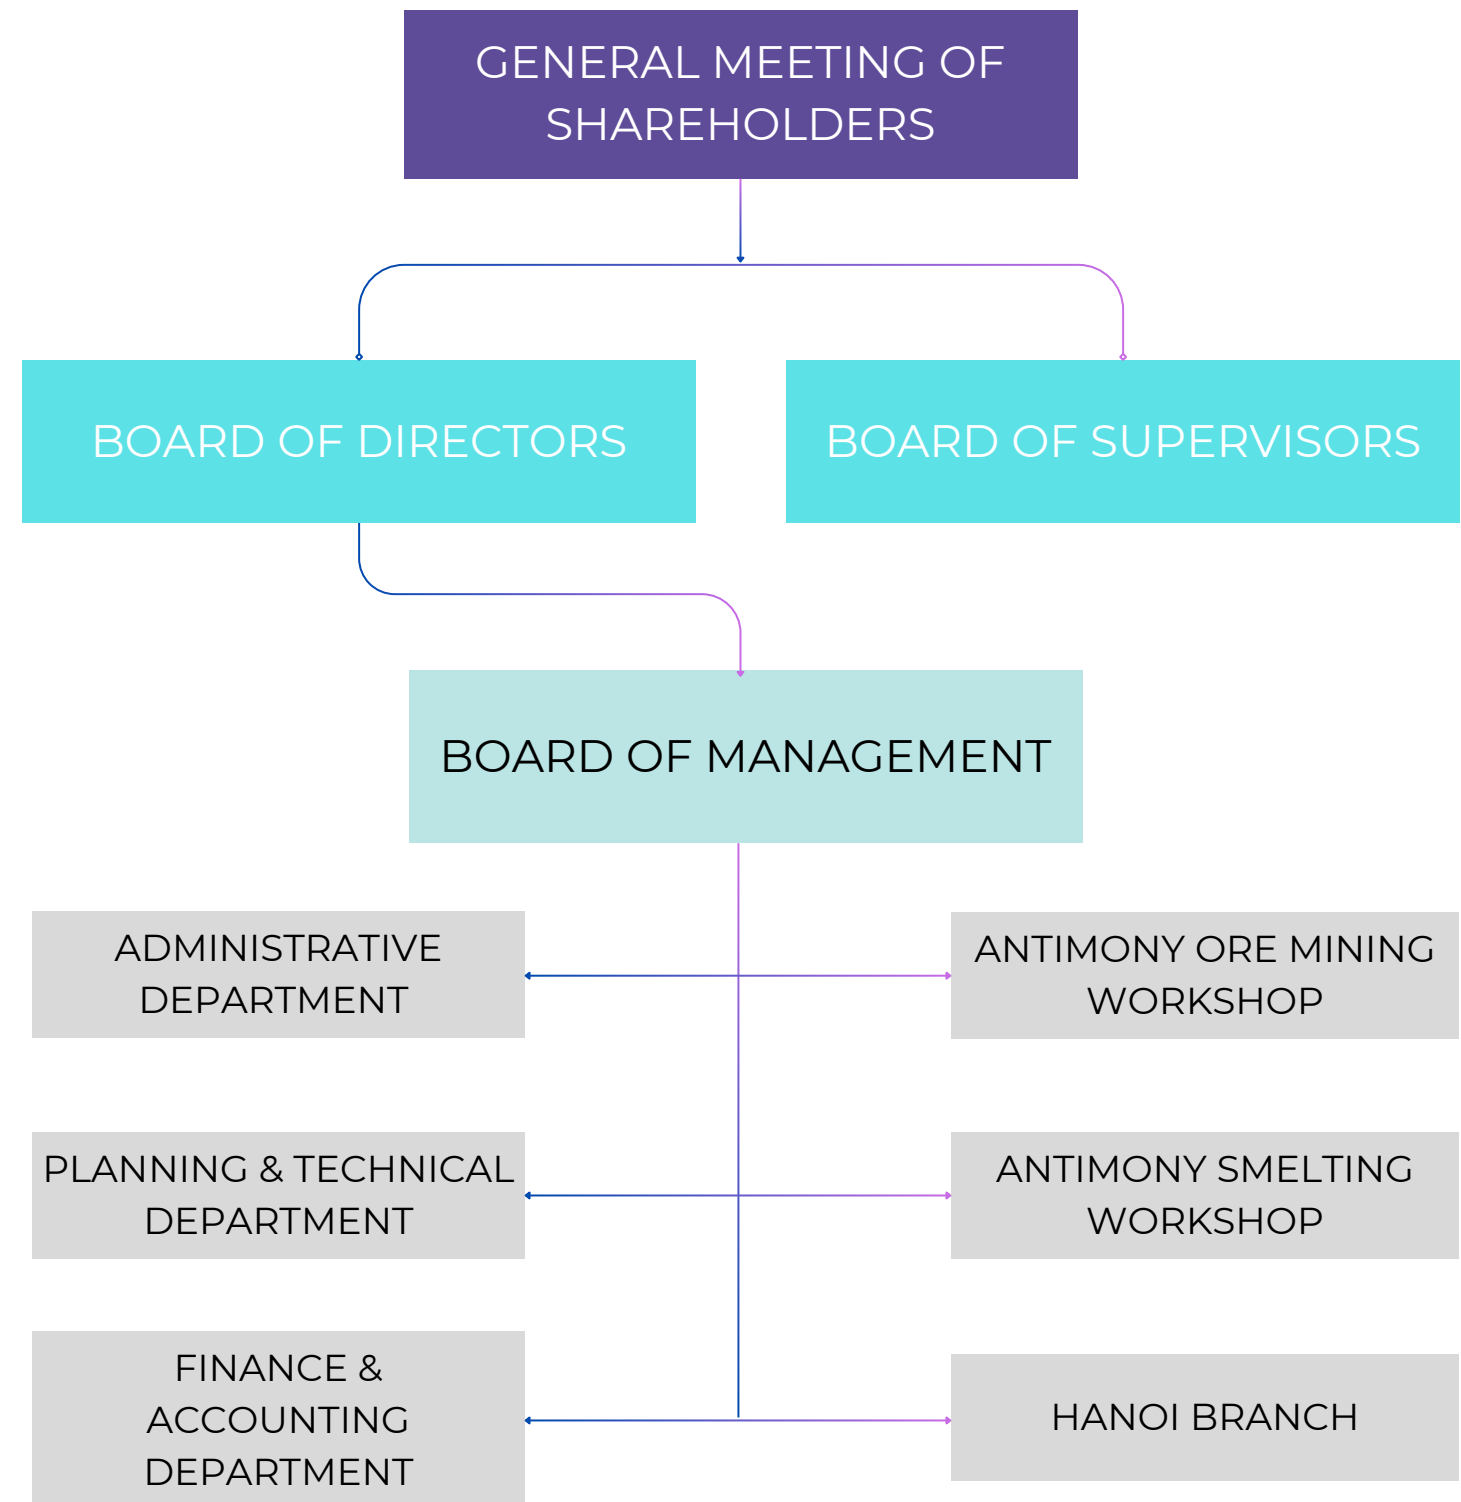 GENERAL MEETING OF
SHAREHOLDERS
BOARD OF DIRECTORS
BOARD OF SUPERVISORS
BOARD OF MANAGEMENT
ADMINISTRATIVE
DEPARTMENT
ANTIMONY ORE MINING
WORKSHOP
PLANNING & TECHNICAL
DEPARTMENT
ANTIMONY SMELTING
WORKSHOP
FINANCE &
ACCOUNTING
DEPARTMENT
HANOI BRANCH